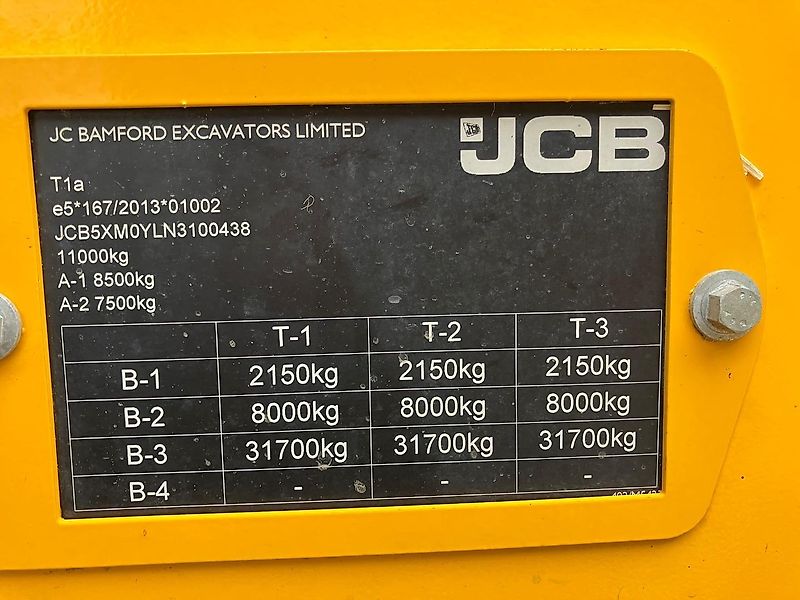 JC BAMFORD EXCAVATORS LIMITED
JCB
T1a
e5*167/2013*01002
JCB5XM0YLN3100438
11000kg
A-1 8500kg
A-2 7500kg
T-1 T-2 T-3
B-1 2150kg 2150kg 2150kg
B-2 8000kg 8000kg 8000kg
B-3 31700kg 31700kg 31700kg
B-4 - - -